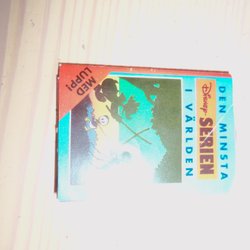 DEN MINSTA
Disney SERIEN
I VÄRLDEN
MED
LUPP!